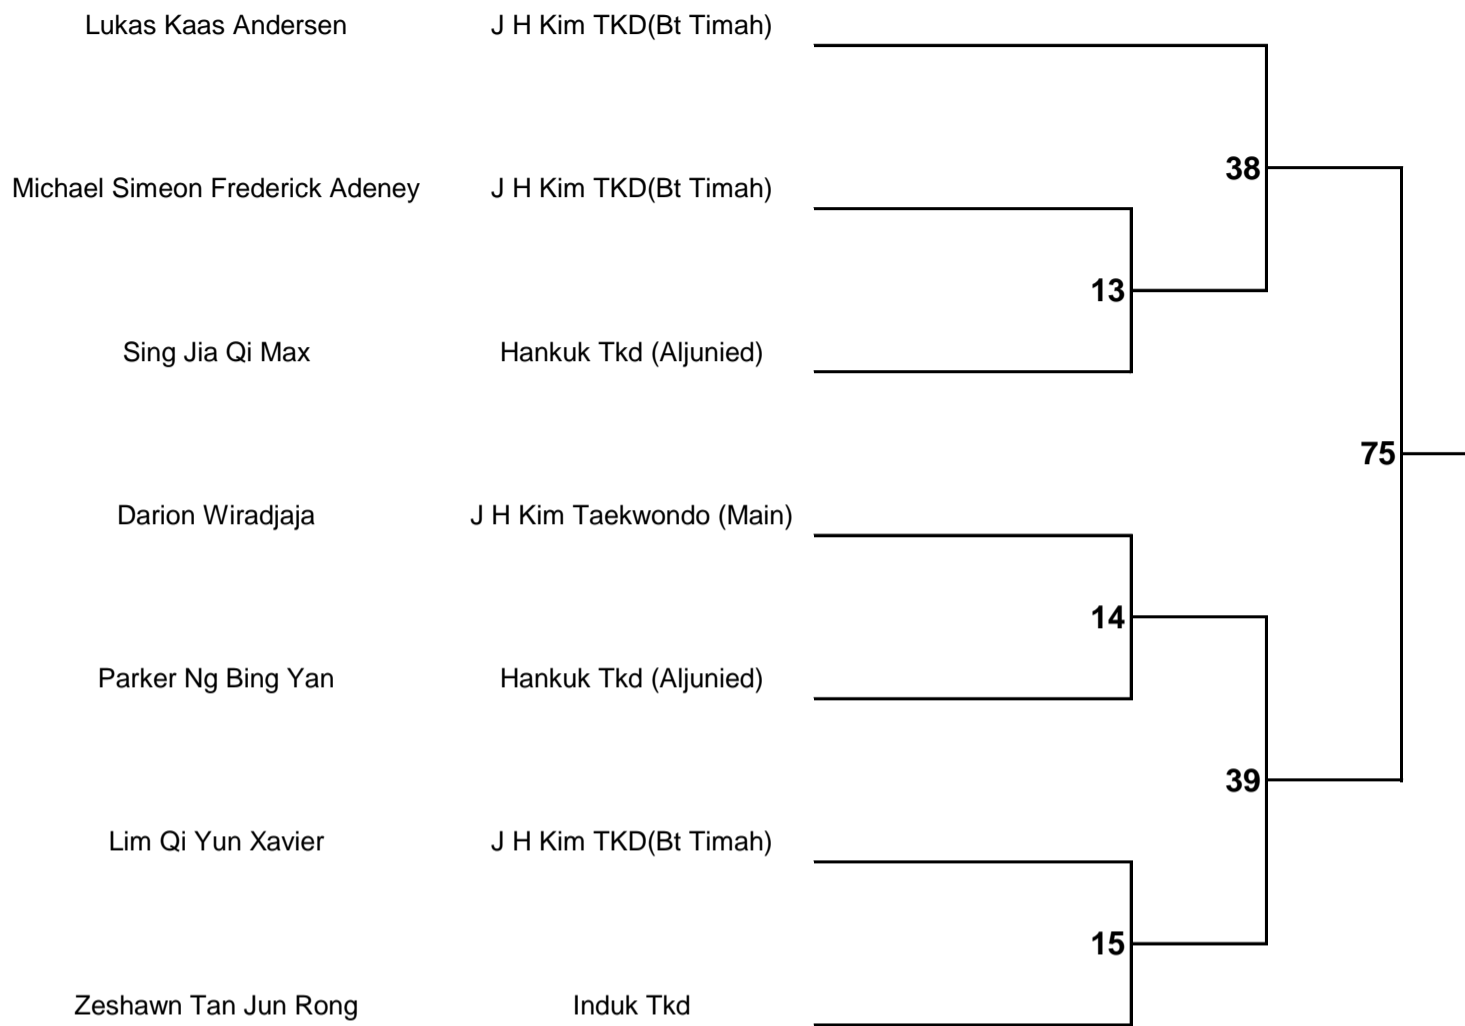 Lukas Kaas Andersen J H Kim TKD(Bt Timah)
38
Michael Simeon Frederick Adeney J H Kim TKD(Bt Timah)
13
Sing Jia Qi Max Hankuk Tkd (Aljunied)
75
Darion Wiradjaja J H Kim Taekwondo (Main)
14
Parker Ng Bing Yan Hankuk Tkd (Aljunied)
39
Lim Qi Yun Xavier J H Kim TKD(Bt Timah)
15
Zeshawn Tan Jun Rong Induk Tkd